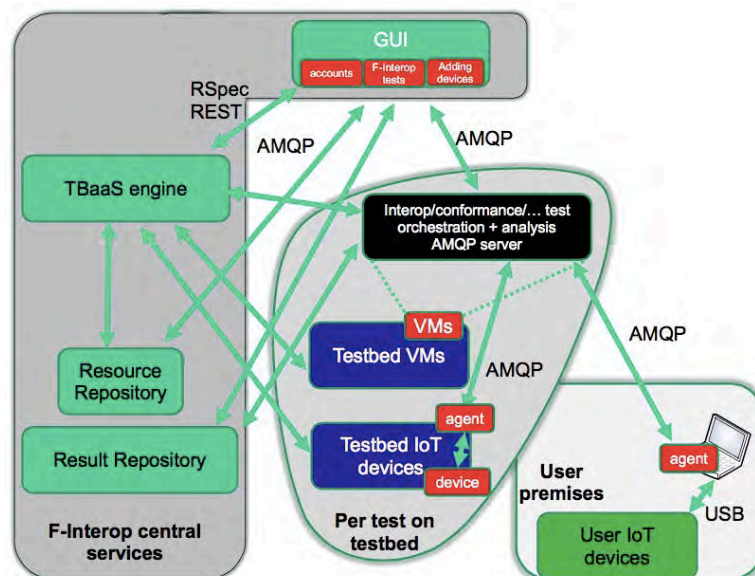 GUI
accounts
F-Interop
tests
Adding
devices
RSpec
REST
AMQP
AMQP
TBaaS engine
Interop/conformance/... test
orchestration + analysis
AMQP server
VMs
Testbed VMs
AMQP
AMQP
Resource
Repository
Result Repository
agent
Testbed IoT
devices
device
agent
User
premises
USB
User IoT
devices
F-Interop central
services
Per test on
testbed